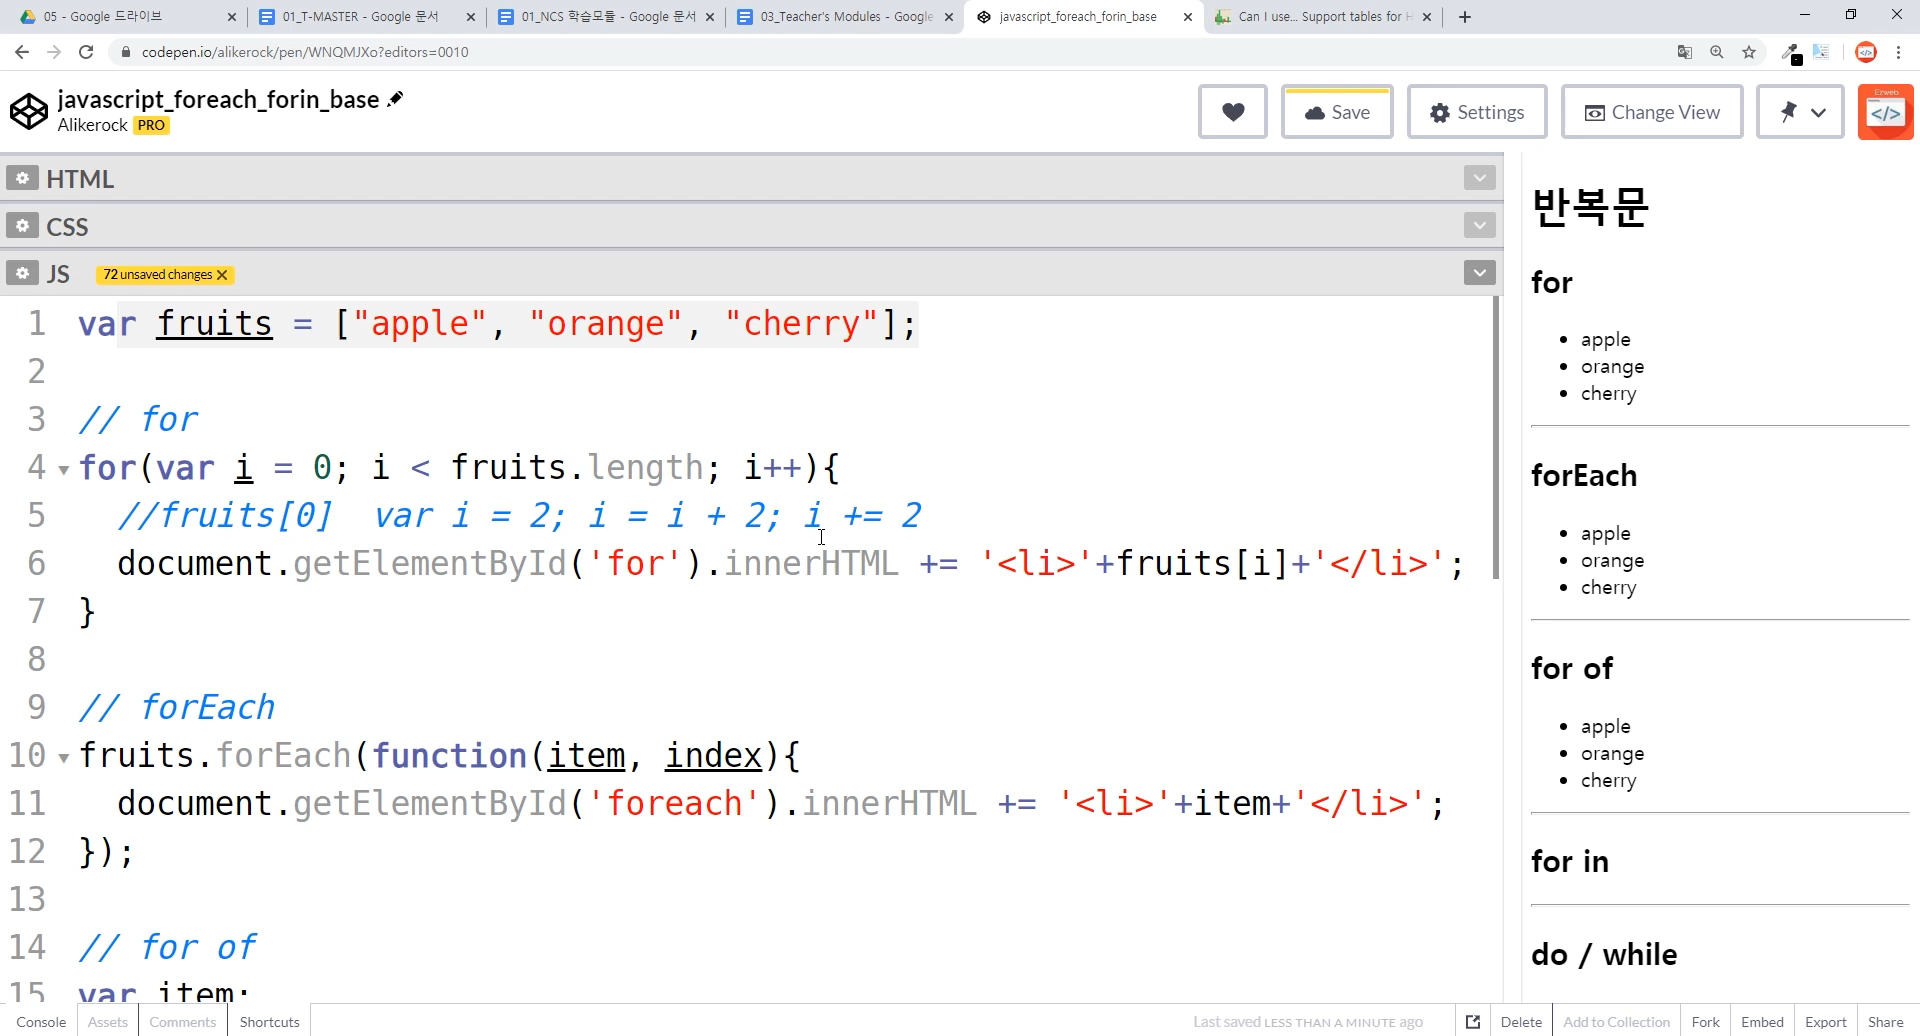 05 - Google 드라이브
01_T-MASTER - Google 문서
01_NCS 학습모듈 - Google 문서
03_Teacher's Modules - Google
javascript_foreach_forin_base
Can I use... Support tables for H
codepen.io/alikerock/pen/WNQMJXo?editors=0010
javascript_foreach_forin_base
Alikerock PRO
Save
Settings
Change View
Ezweb
</>
HTML
CSS
JS
72 unsaved changes
1 var fruits = ["apple", "orange", "cherry"];
2
3 // for
4 for(var i = 0; i < fruits.length; i++){
5 //fruits[0]  var i = 2; i = i + 2; i += 2
6 document.getElementById('for').innerHTML += '<li>'+fruits[i]+'</li>';
7 }
8
9 // forEach
10 fruits.forEach(function(item, index){
11 document.getElementById('foreach').innerHTML += '<li>'+item+'</li>';
12 });
13
14 // for of
15 var item;
반복문
for
apple
orange
cherry
forEach
apple
orange
cherry
for of
apple
orange
cherry
for in
do / while
Console
Assets
Comments
Shortcuts
Last saved LESS THAN A MINUTE ago
Delete
Add to Collection
Fork
Embed
Export
Share